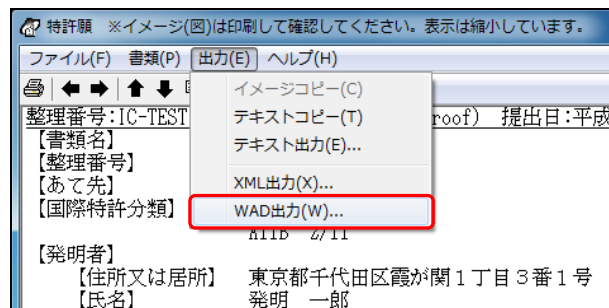 特許願 ※イメージ(図)は印刷して確認してください。表示は縮小しています。
ファイル(F) 書類(P) 出力(E) ヘルプ(H)
イメージコピー(C)
整理番号:IC-TEST テキストコピー(T) roof) 提出日:平成
【書類名】 テキスト出力(E)...
【整理番号】
【あて先】 XML出力(X)...
【国際特許分類】 WAD出力(W)...
【発明者】
【住所又は居所】 東京都千代田区霞が関1丁目3番1号
【氏名】 発明 一郎